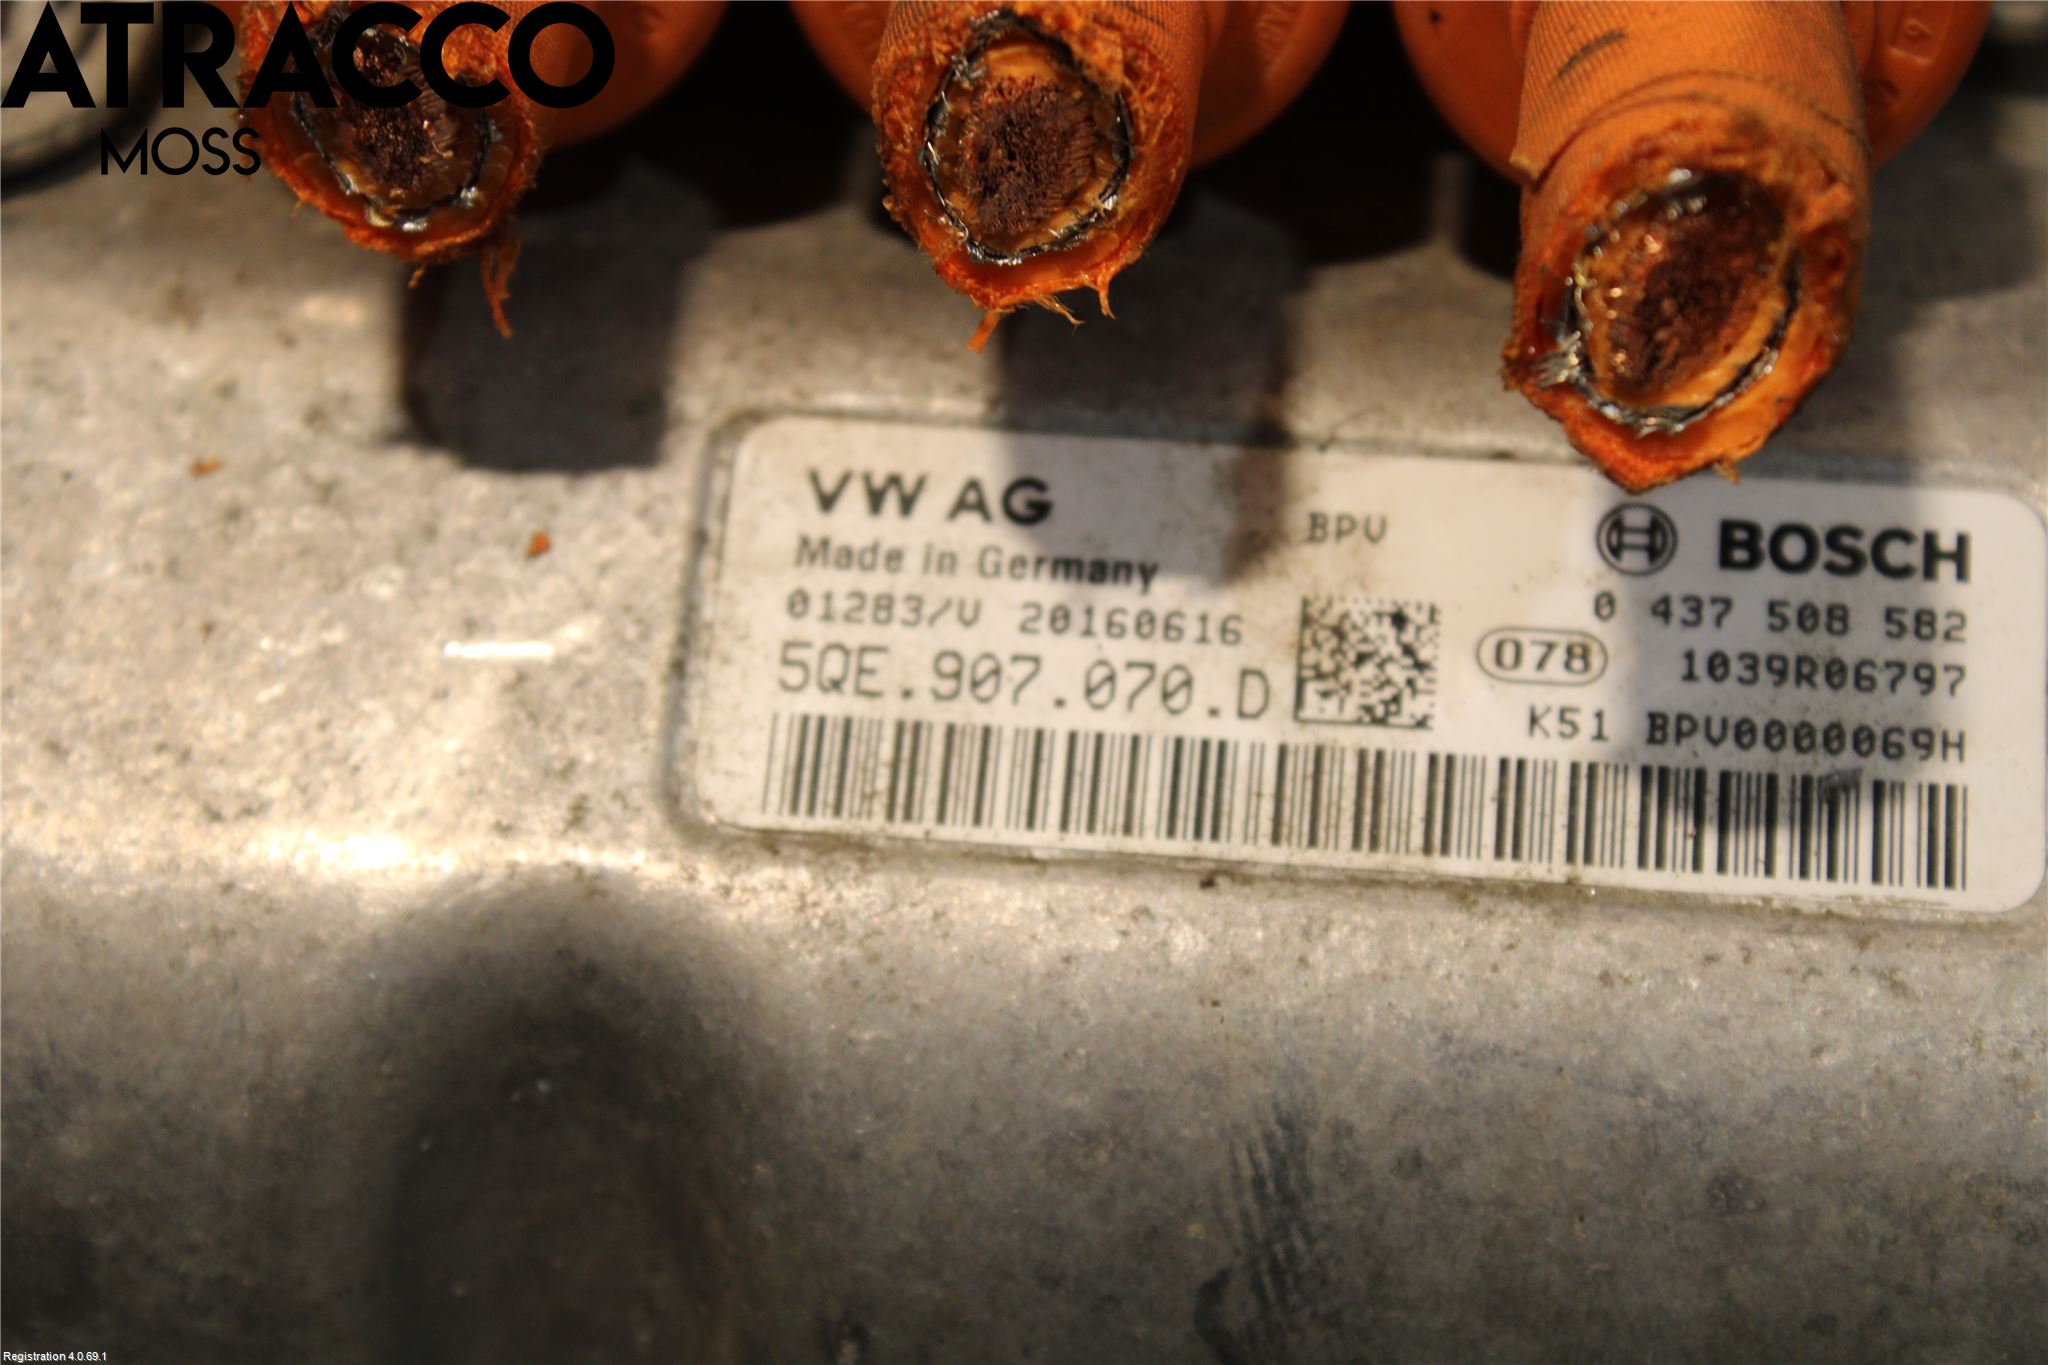 ATRACCO
MOSS
VW AG
BPV
BOSCH
Made in Germany
01283/V 20160616
0 437 508 582
5QE.907.070.D
078
1039R06797
K51 BPV0000069H
Registration 4.0.69.1